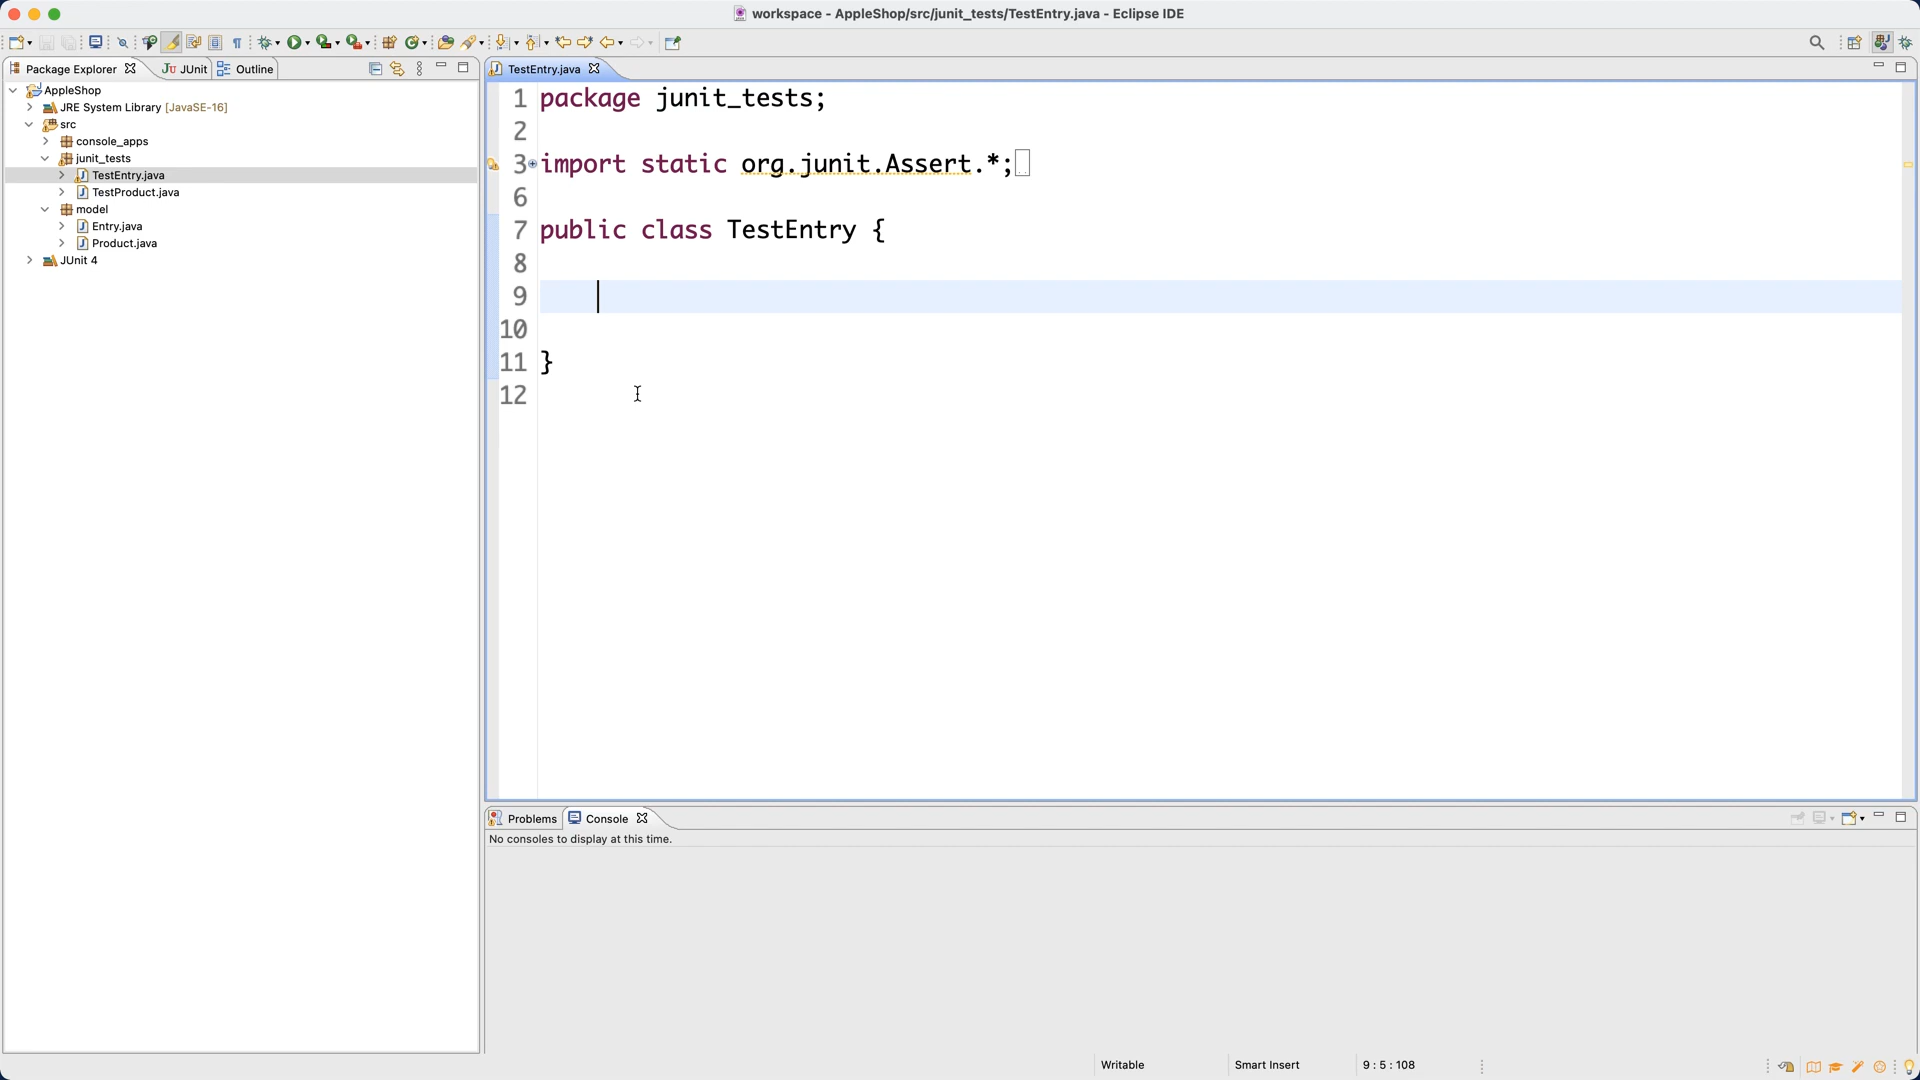 workspace - AppleShop/src/junit_tests/TestEntry.java - Eclipse IDE
Package Explorer
JUnit
Outline
AppleShop
JRE System Library [JavaSE-16]
src
console_apps
junit_tests
TestEntry.java
TestProduct.java
model
Entry.java
Product.java
JUnit 4
TestEntry.java
1 package junit_tests;
2
3 import static org.junit.Assert.*;
6
7 public class TestEntry {
8
9
10
11 }
12
Problems
Console
No consoles to display at this time.
Writable
Smart Insert
9 : 5 : 108